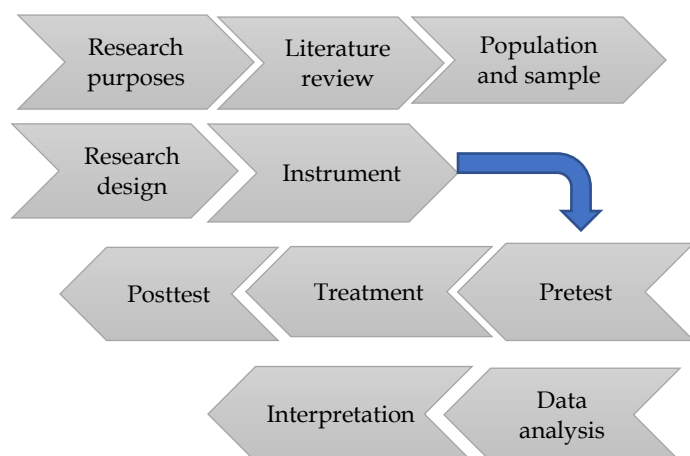 Research
purposes
Literature
review
Population
and sample
Research
design
Instrument
Pretest
Treatment
Posttest
Data
analysis
Interpretation